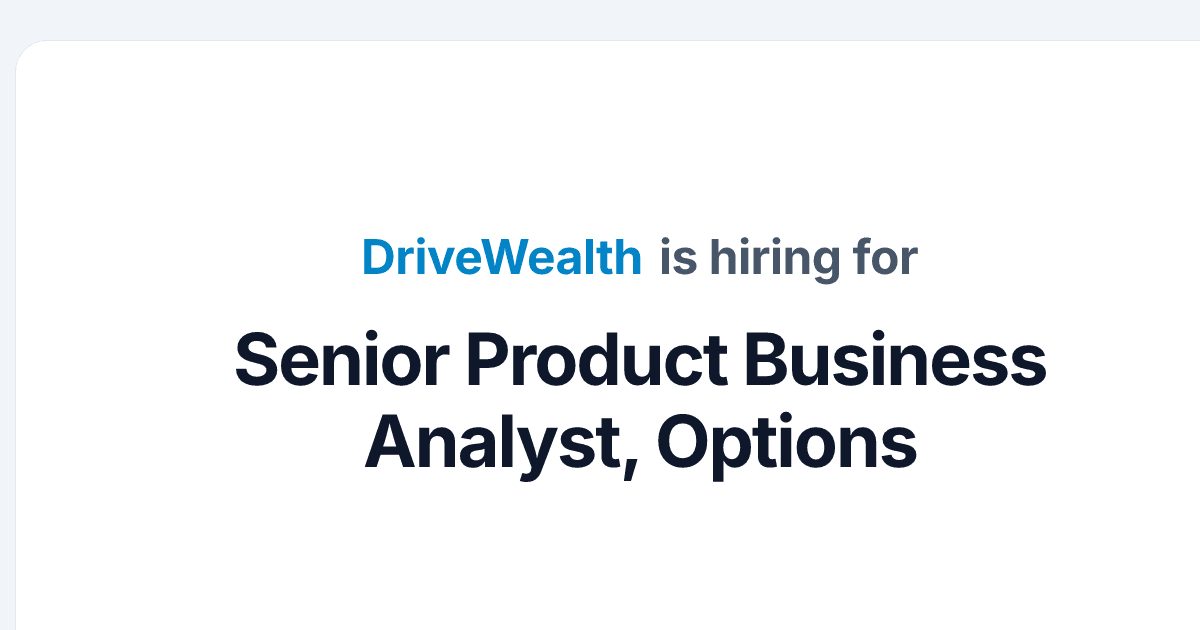 DriveWealth is hiring for
Senior Product Business
Analyst, Options